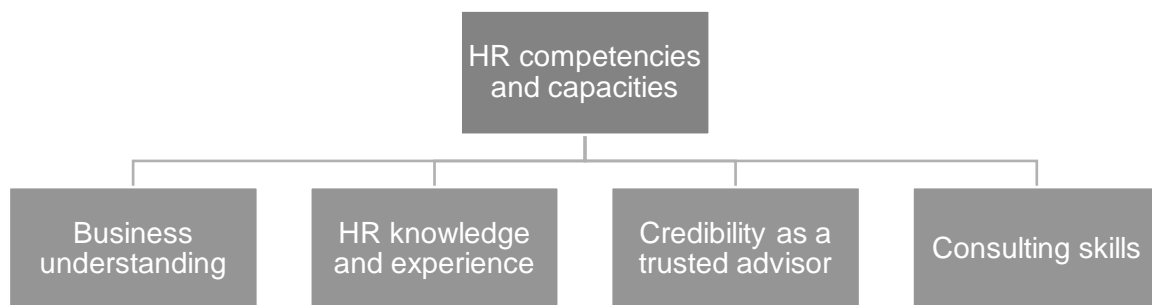 HR competencies
and capacities
Business
understanding
HR knowledge
and experience
Credibility as a
trusted advisor
Consulting skills